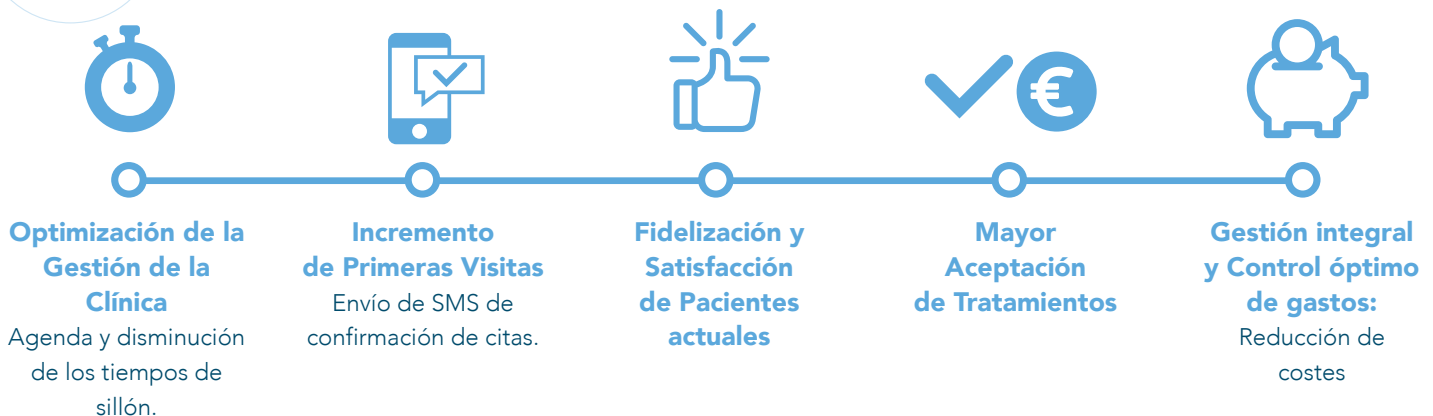 Optimización de la
Gestión de la
Clínica
Agenda y disminución
de los tiempos de
sillón.
Incremento
de Primeras Visitas
Envío de SMS de
confirmación de citas.
Fidelización y
Satisfacción
de Pacientes
actuales
€
Mayor
Aceptación
de Tratamientos
Gestión integral
y Control óptimo
de gastos:
Reducción de
costes